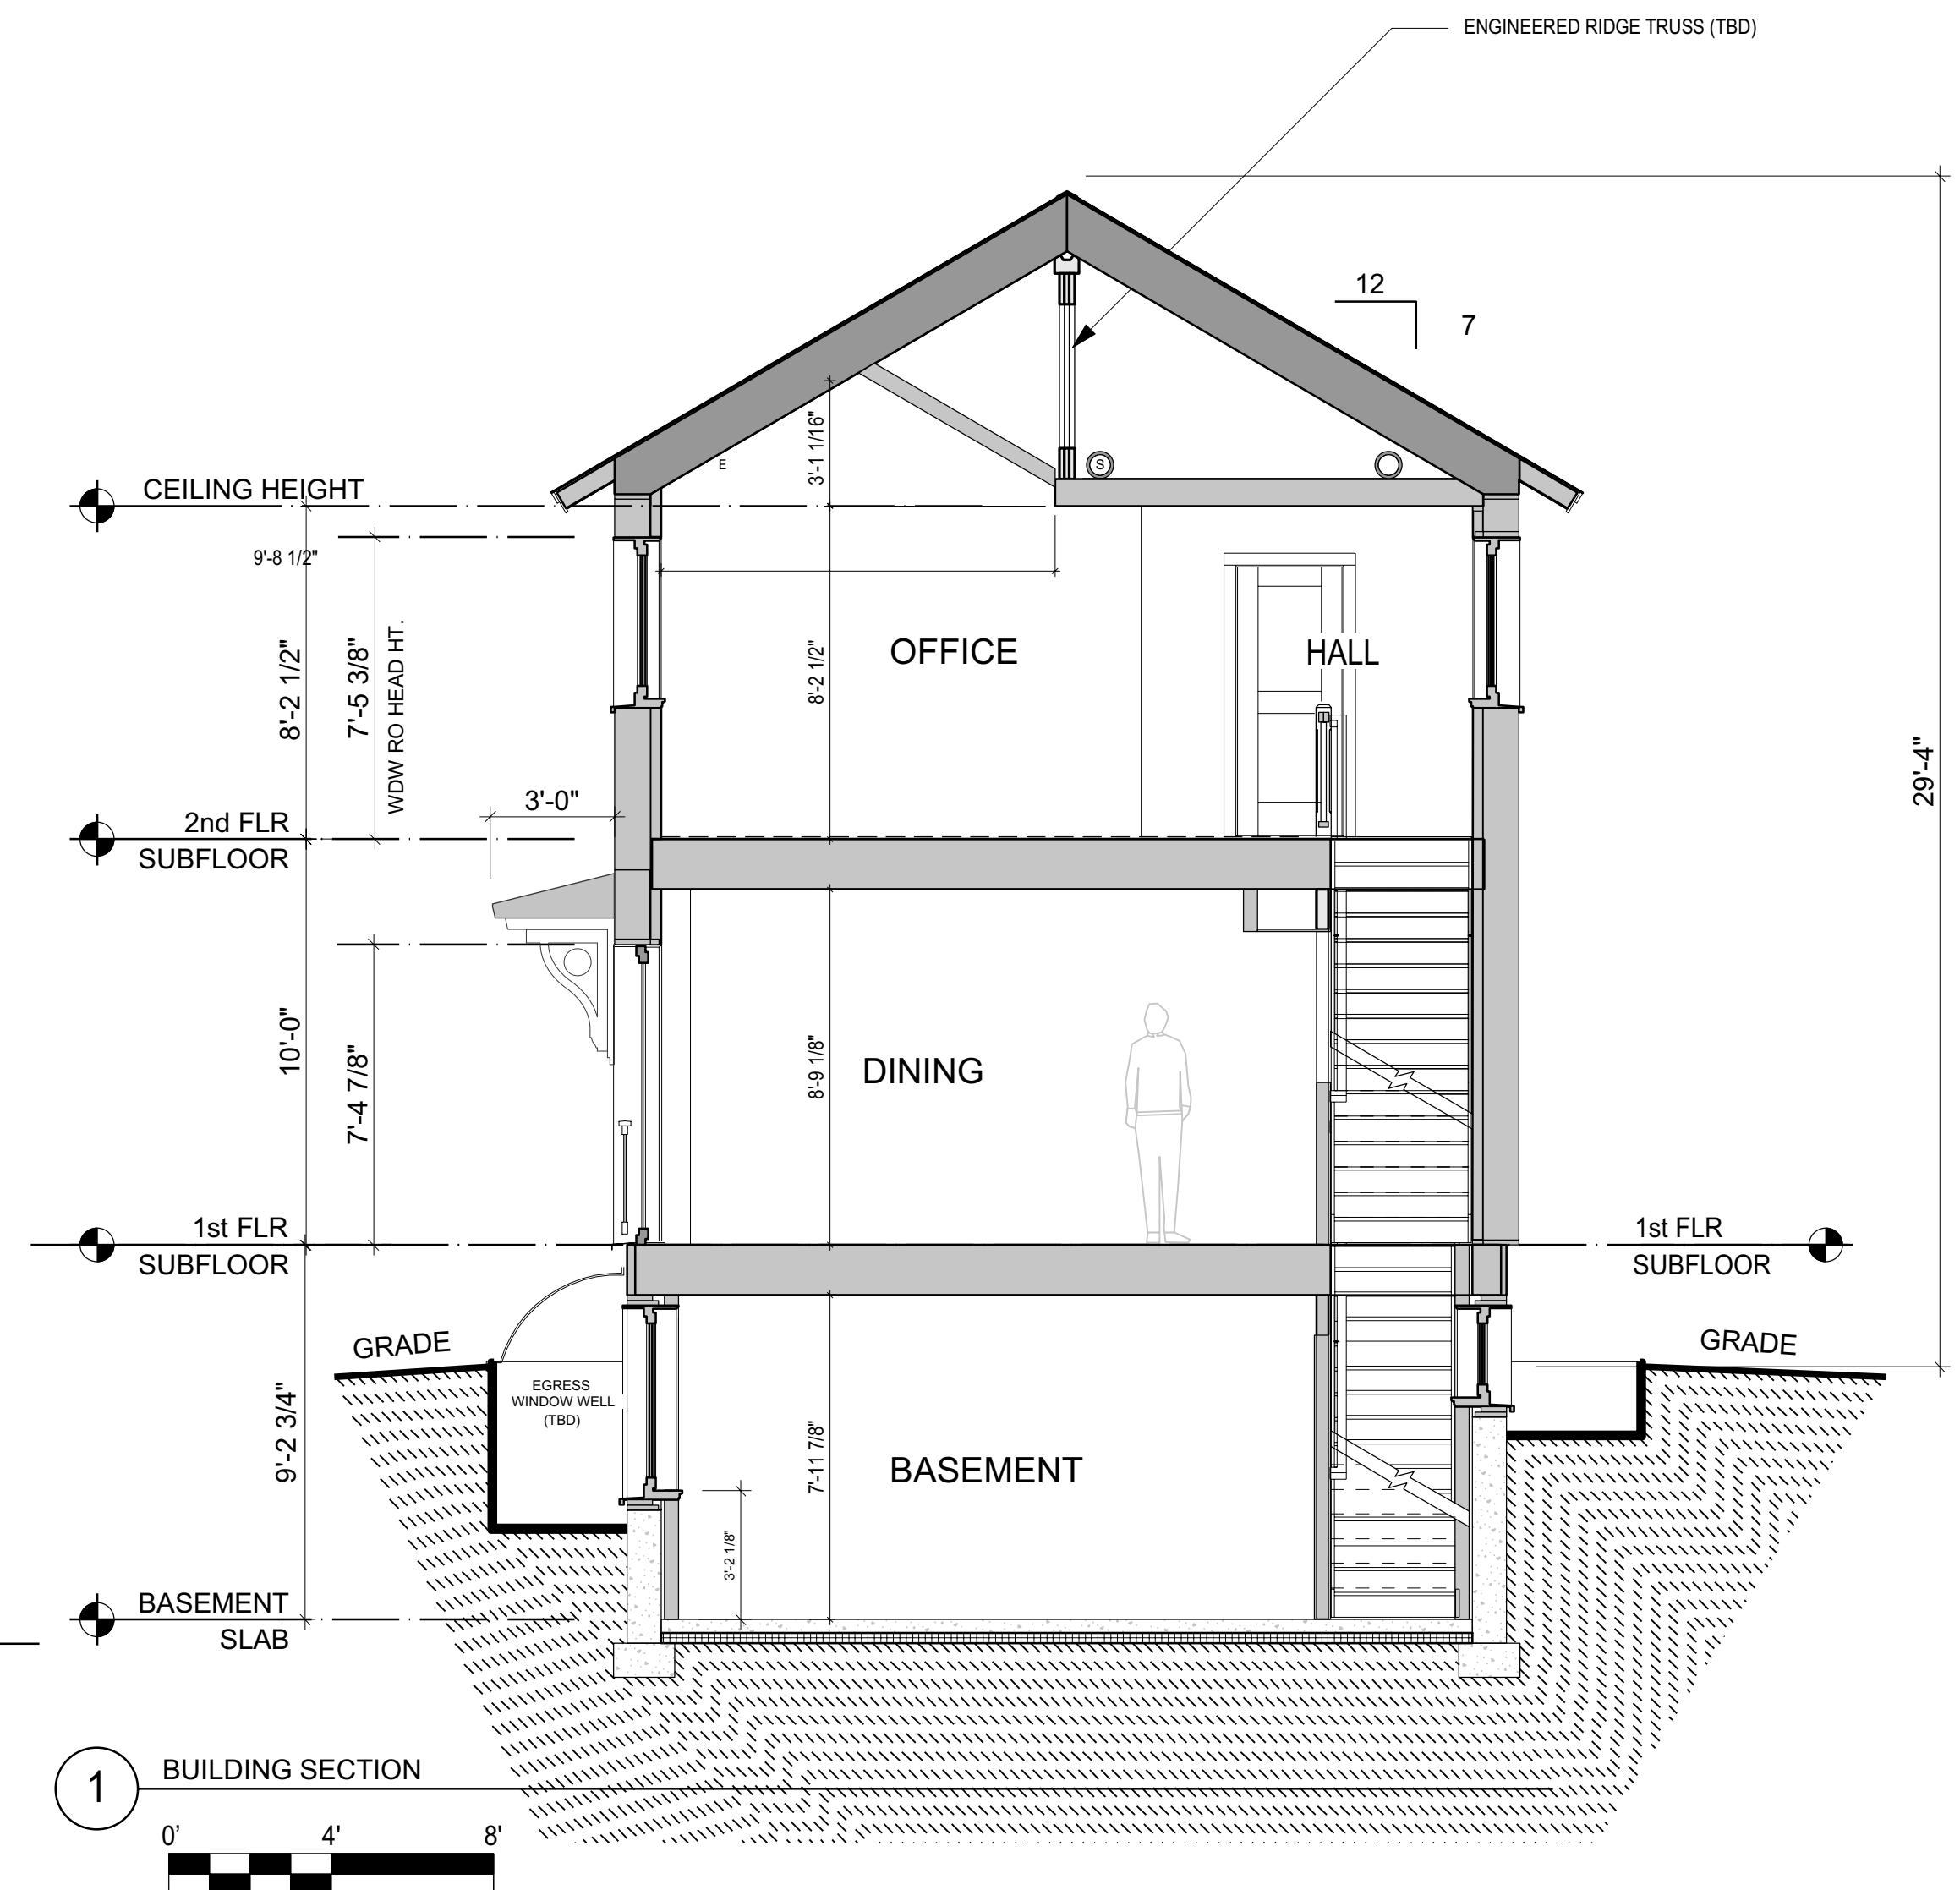 ENGINEERED RIDGE TRUSS (TBD)
12
7
3'-1 1/16"
E
S
CEILING HEIGHT
9'-8 1/2"
8'-2 1/2"
7'-5 3/8"
WDW RO HEAD HT.
8'-2 1/2"
OFFICE
HALL
29'-4"
3'-0"
2nd FLR
SUBFLOOR
10'-0"
7'-4 7/8"
8'-9 1/8"
DINING
1st FLR
SUBFLOOR
1st FLR
SUBFLOOR
GRADE
GRADE
EGRESS
WINDOW WELL
(TBD)
9'-2 3/4"
7'-11 7/8"
BASEMENT
3'-2 1/8"
BASEMENT
SLAB
1
BUILDING SECTION
0' 4' 8'